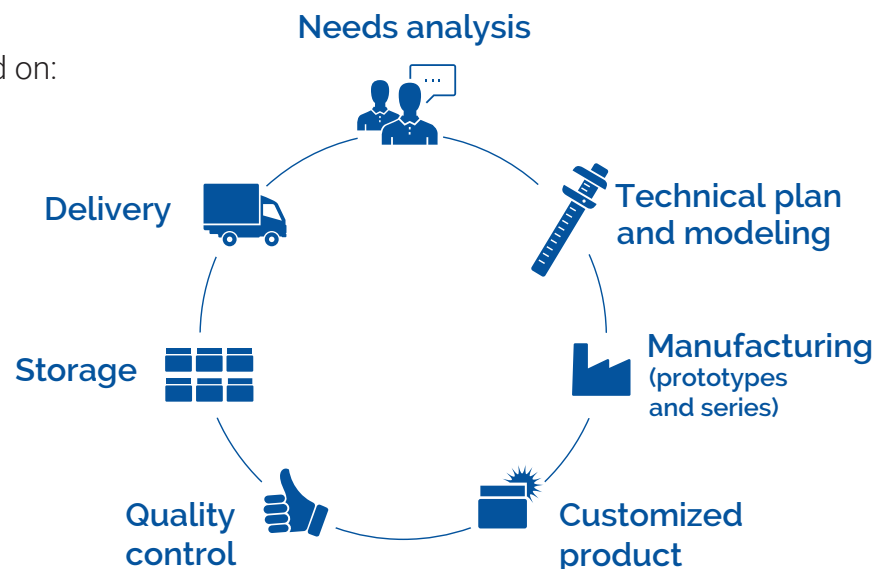 Needs analysis
on:
Technical plan
and modeling
Delivery
Manufacturing
(prototypes
and series)
Storage
Customized
product
Quality
control